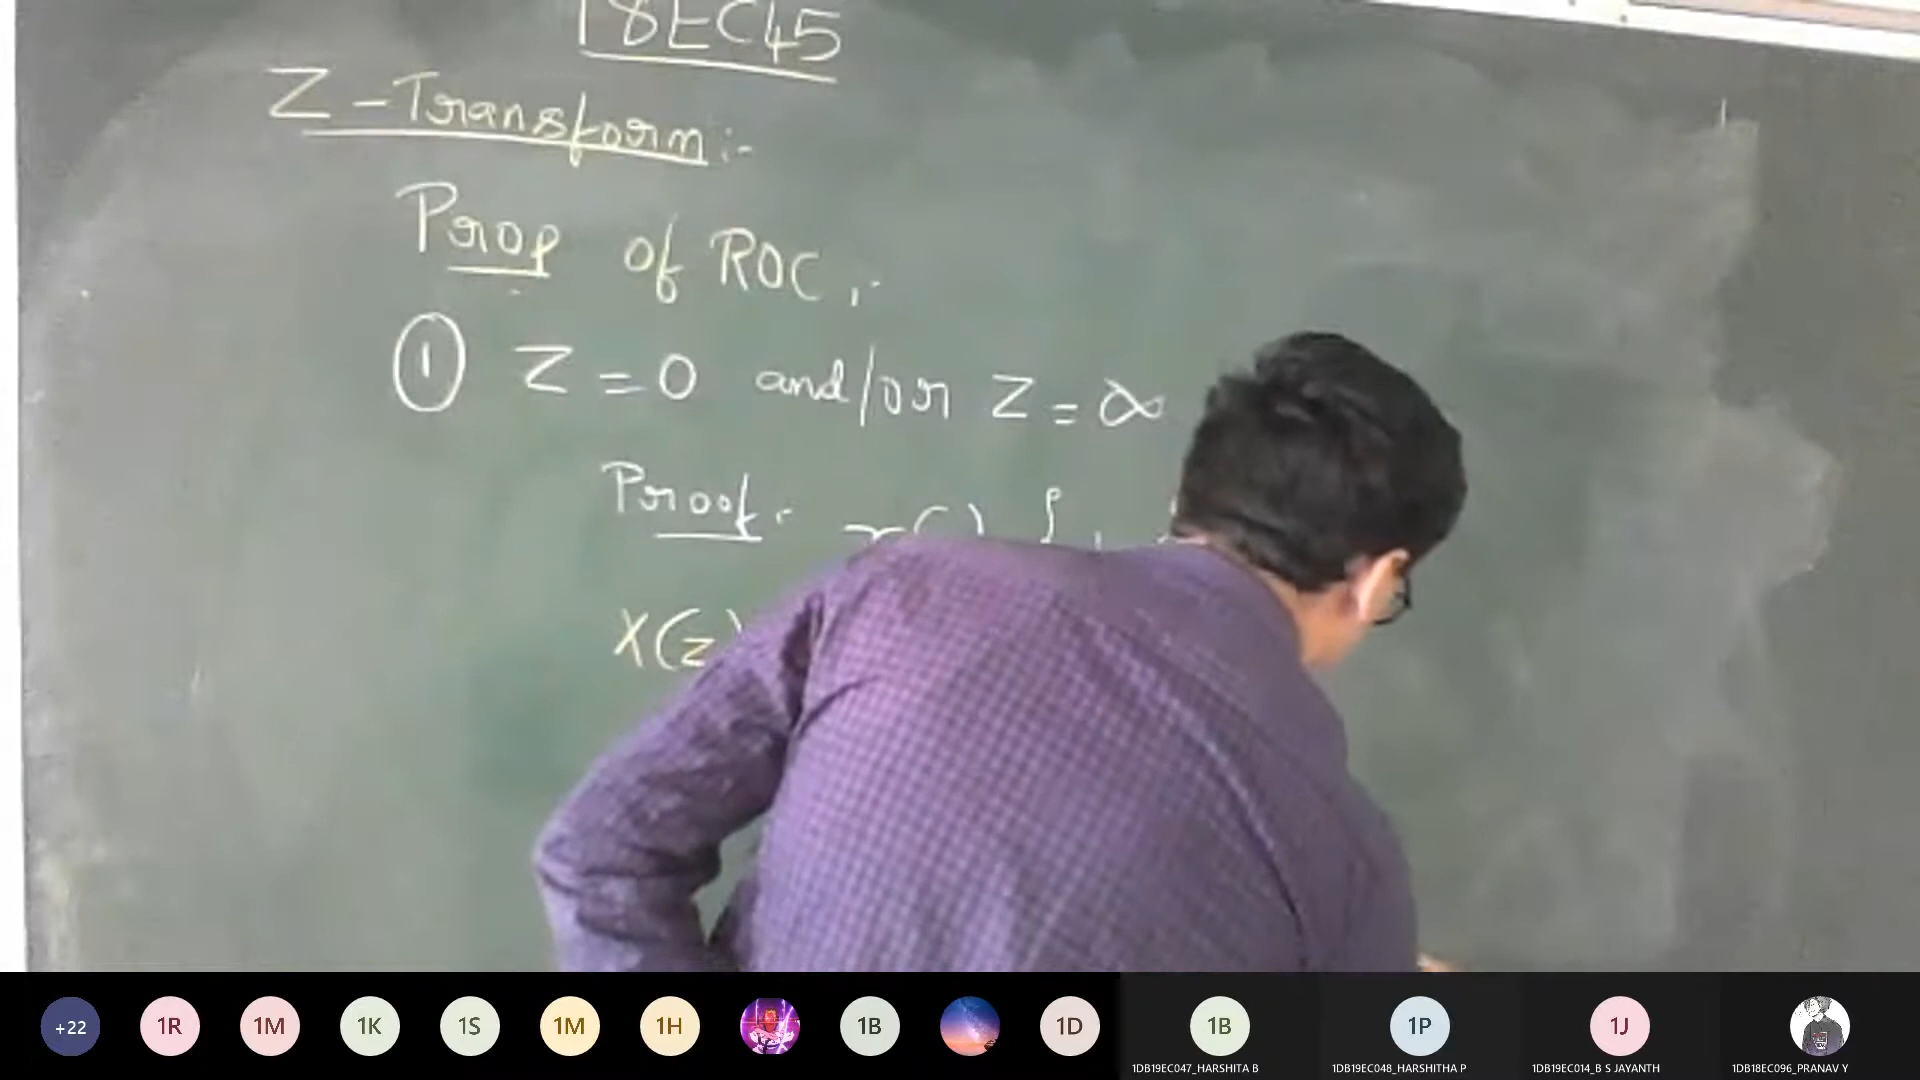 18EC45
Z-Transform:-
Prop of ROC:-
① Z=0 and/or Z=∞
Proof:- x( ) {
X(z)
+22 1R 1M 1K 1S 1M 1H 1B 1D 1B 1P 1J
1DB19EC047_HARSHITA B 1DB19EC048_HARSHITHA P 1DB19EC014_B S JAYANTH 1DB18EC096_PRANAV Y